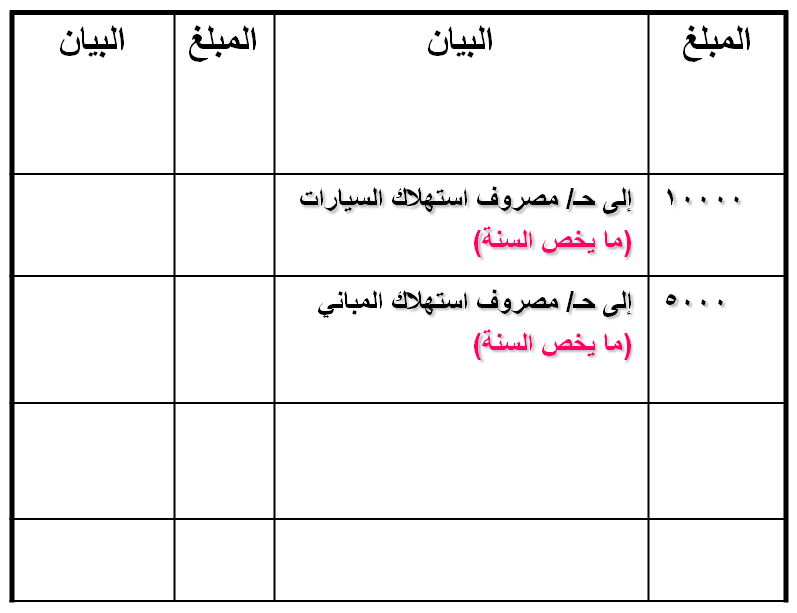 المبلغ البيان المبلغ البيان
١٠٠٠٠ إلى حـ/ مصروف استهلاك السيارات
(ما يخص السنة)
٥٠٠٠ إلى حـ/ مصروف استهلاك المباني
(ما يخص السنة)